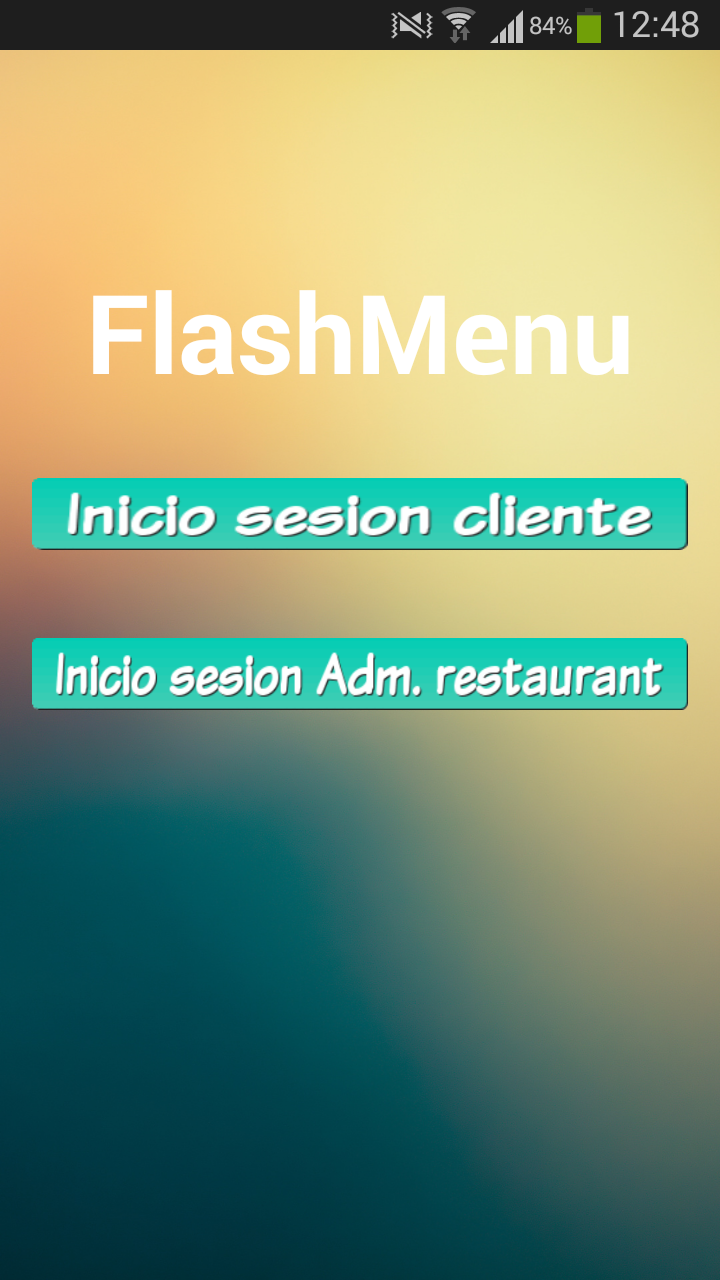 84% 12:48
FlashMenu
Inicio sesion cliente
Inicio sesion Adm. restaurant